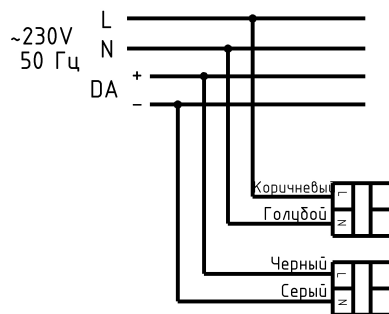 L
~230V
N
50 Гц
+
DA
−
Коричневый
L
Голубой
N
Черный
L
Серый
N